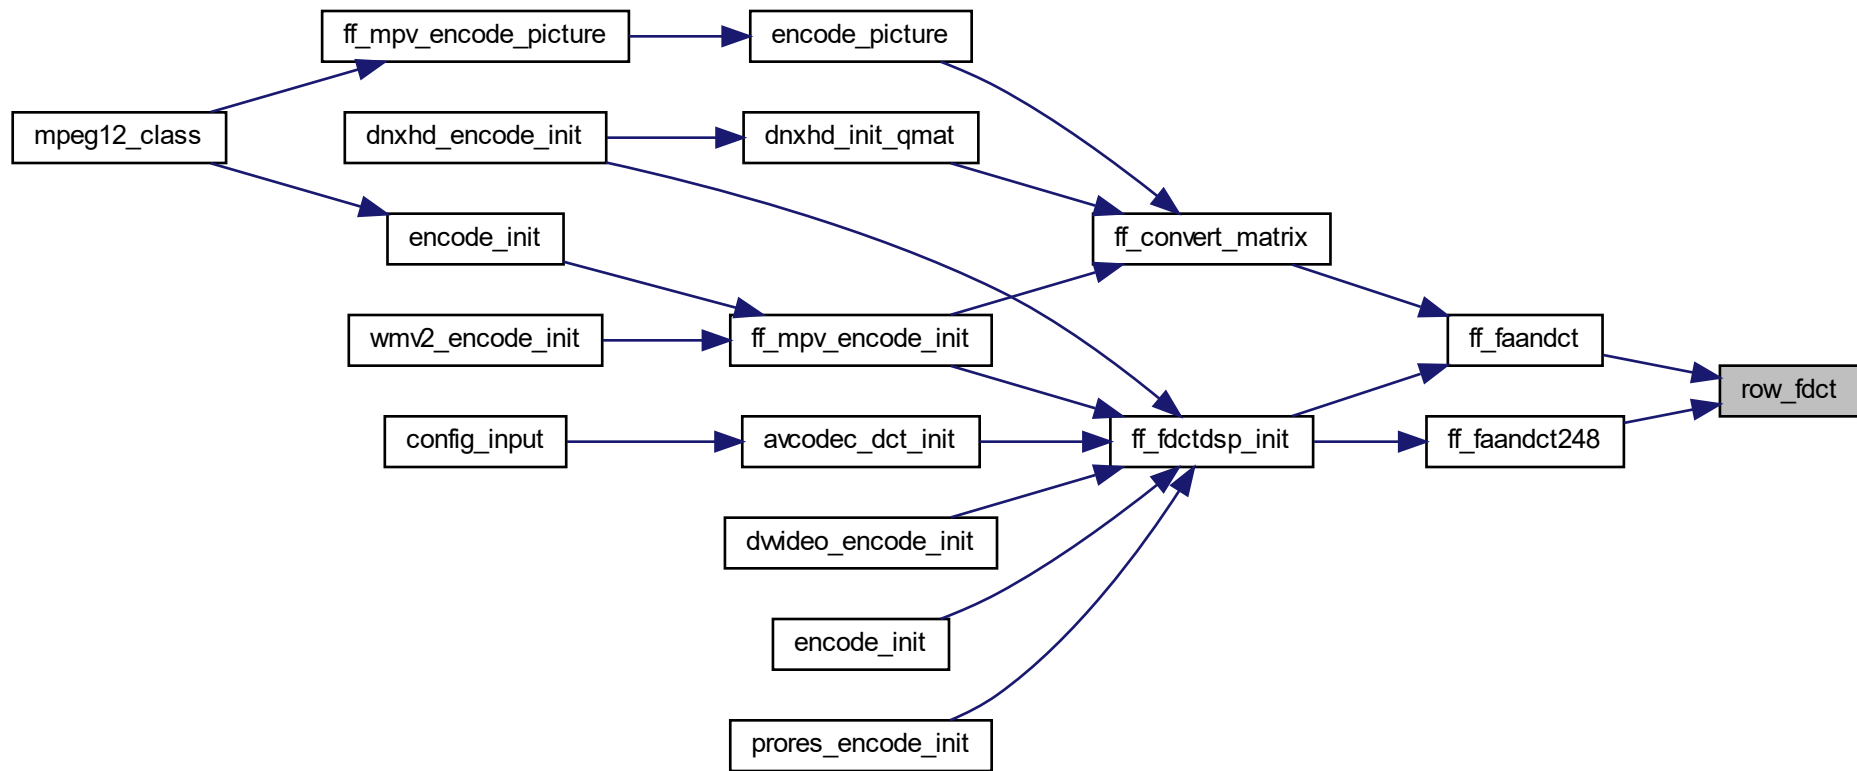 ff_mpv_encode_picture
encode_picture
mpeg12_class
dnxhd_encode_init
dnxhd_init_qmat
encode_init
ff_convert_matrix
wmv2_encode_init
ff_mpv_encode_init
ff_faandct
row_fdct
config_input
avcodec_dct_init
ff_fdctdsp_init
ff_faandct248
dvvideo_encode_init
encode_init
prores_encode_init